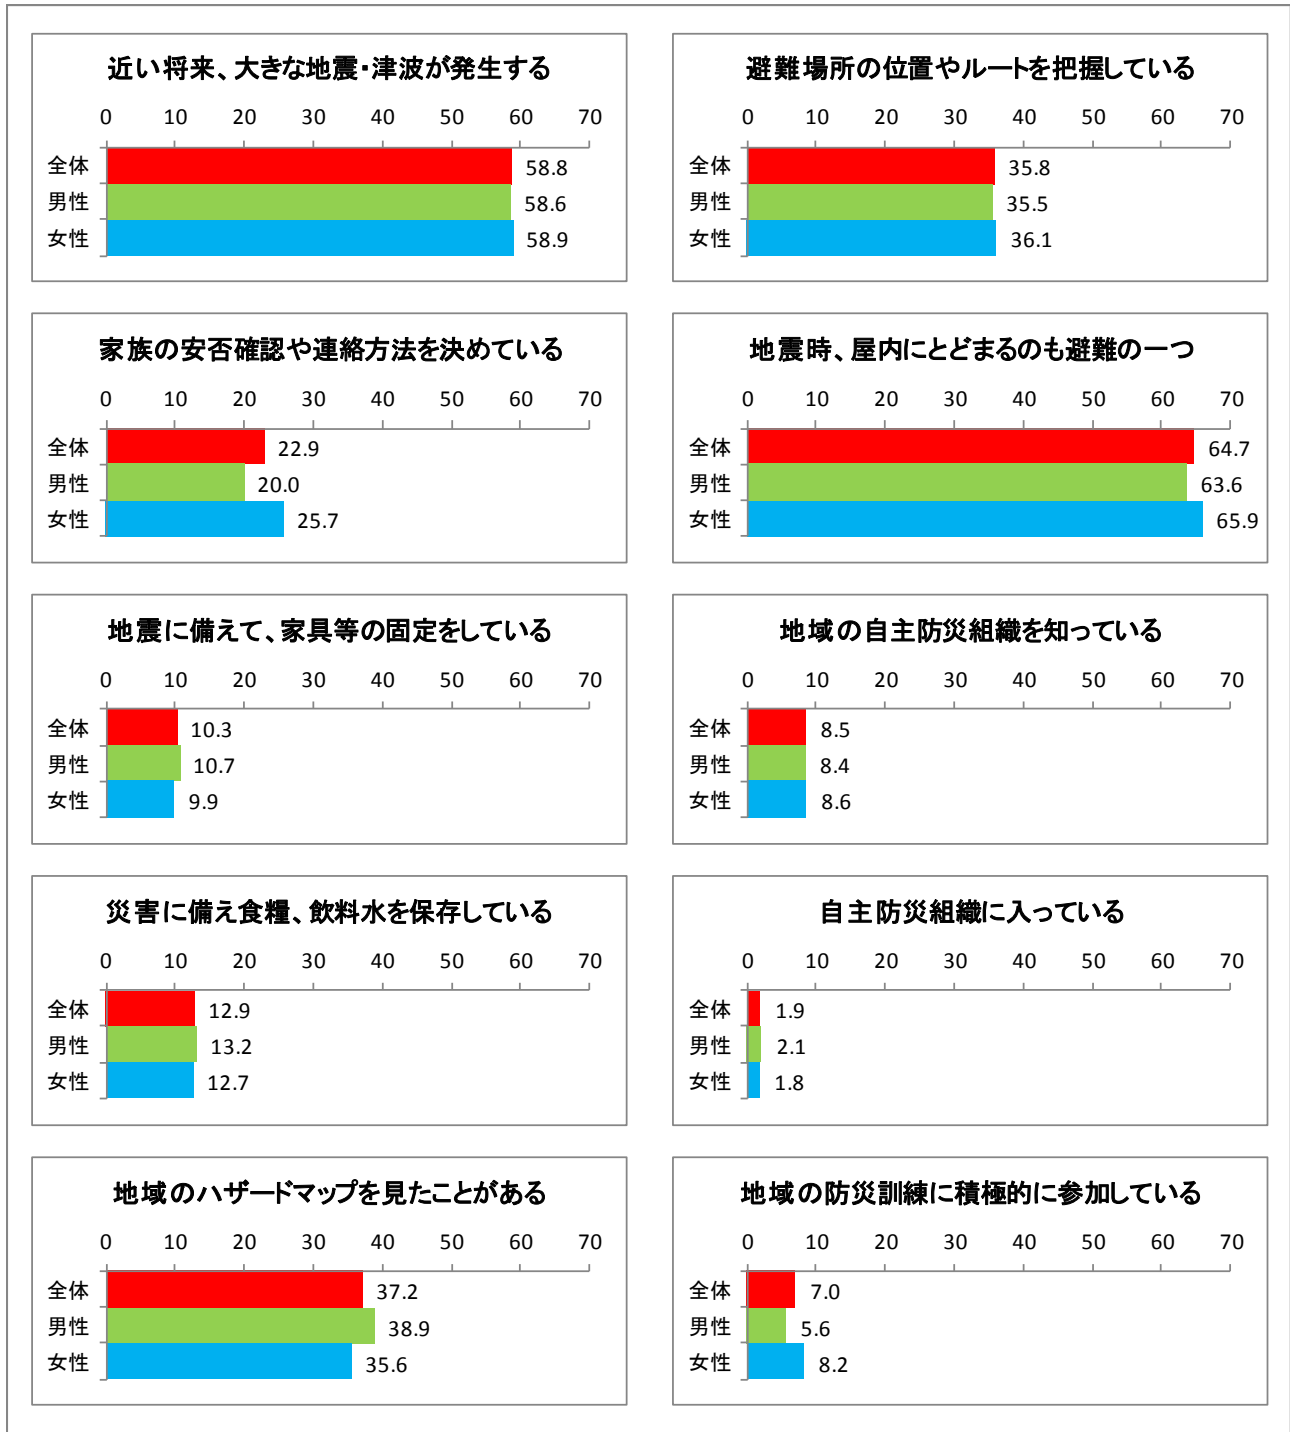 近い将来、大きな地震・津波が発生する
0 10 20 30 40 50 60 70
全体 58.8
男性 58.6
女性 58.9
避難場所の位置やルートを把握している
0 10 20 30 40 50 60 70
全体 35.8
男性 35.5
女性 36.1
家族の安否確認や連絡方法を決めている
0 10 20 30 40 50 60 70
全体 22.9
男性 20.0
女性 25.7
地震時、屋内にとどまるのも避難の一つ
0 10 20 30 40 50 60 70
全体 64.7
男性 63.6
女性 65.9
地震に備えて、家具等の固定をしている
0 10 20 30 40 50 60 70
全体 10.3
男性 10.7
女性 9.9
地域の自主防災組織を知っている
0 10 20 30 40 50 60 70
全体 8.5
男性 8.4
女性 8.6
災害に備え食糧、飲料水を保存している
0 10 20 30 40 50 60 70
全体 12.9
男性 13.2
女性 12.7
自主防災組織に入っている
0 10 20 30 40 50 60 70
全体 1.9
男性 2.1
女性 1.8
地域のハザードマップを見たことがある
0 10 20 30 40 50 60 70
全体 37.2
男性 38.9
女性 35.6
地域の防災訓練に積極的に参加している
0 10 20 30 40 50 60 70
全体 7.0
男性 5.6
女性 8.2